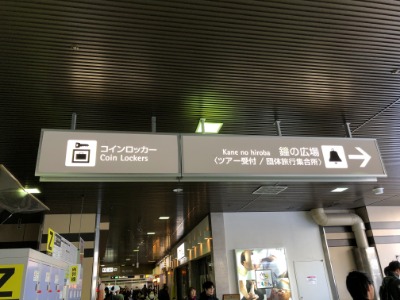 コインロッカー
Coin Lockers
Kane no hiroba 鐘の広場
(ツアー受付 / 団体旅行集合所)
Z
Z